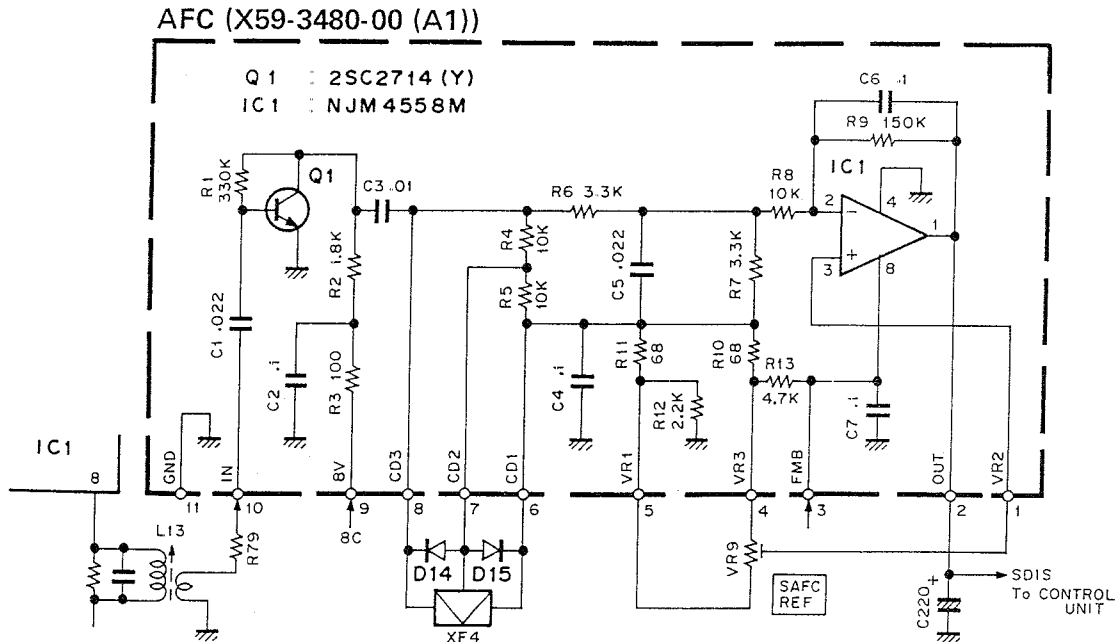 AFC (X59-3480-00 (A1))
Q1 : 2SC2714 (Y)
IC1 : NJM4558M
C6 .1
R9 150K
IC1
R1
330K
Q1
C3 .01
R6 3.3K
R8
10K
2
4
1
3
8
R4
10K
R5
10K
C5 .022
R7 3.3K
R2 1.8K
C1 .022
C2 .1
R3 100
C4 .1
R11
68
R10
68
R13
4.7K
R12
2.2K
C7 .1
IC1
8
GND
IN
8V
CD3
CD2
CD1
VR1
VR3
FMB
OUT
VR2
11
10
9
8
7
6
5
4
3
2
1
L13
R79
8C
D14
D15
XF4
VR9
SAFC
REF
C220
+
SDIS
To CONTROL
UNIT